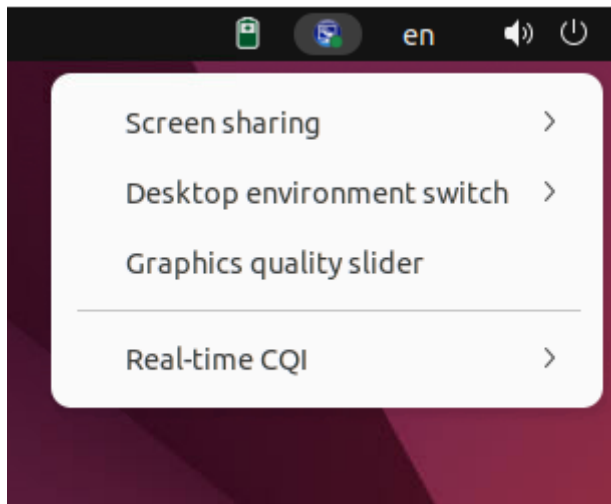 en
Screen sharing
Desktop environment switch
Graphics quality slider
Real-time CQI